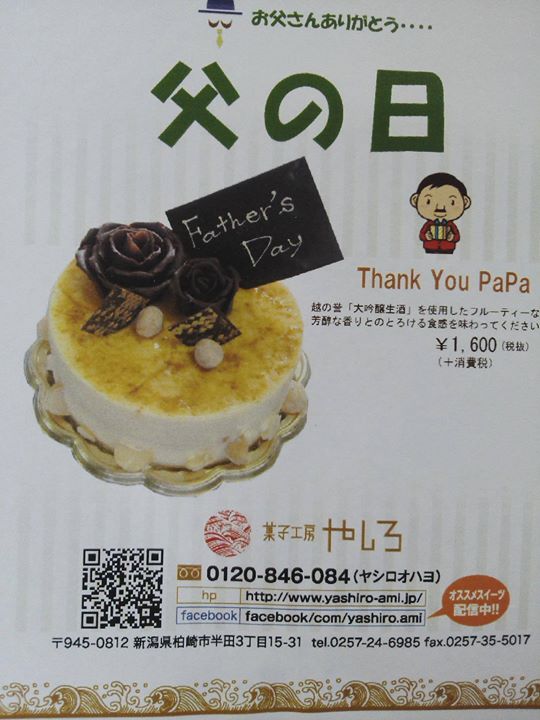 お父さんありがとう････
父の日
Father's
Day
Thank You PaPa
越の誉「大吟醸生酒」を使用したフルーティーな
芳醇な香りとのとろける食感を味わってください
¥1,600 (税抜)
(+消費税)
菓子工房 やしろ
0120-846-084 (ヤシロオハヨ)
hp http://www.yashiro-ami.jp/
facebook facebook/com/yashiro.ami
オススメスイーツ
配信中!!
〒945-0812 新潟県柏崎市半田3丁目15-31 tel.0257-24-6985 fax.0257-35-5017